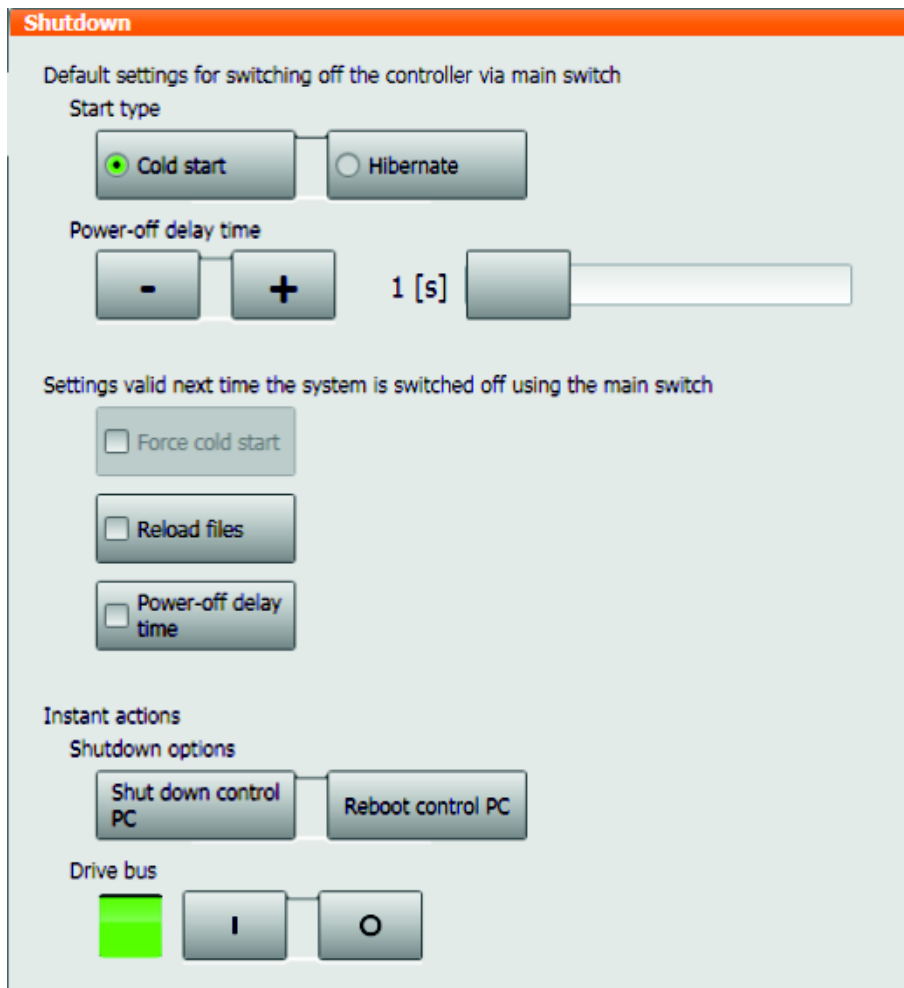 Shutdown
Default settings for switching off the controller via main switch
Start type
Cold start
Hibernate
Power-off delay time
-
+
1 [s]
Settings valid next time the system is switched off using the main switch
Force cold start
Reload files
Power-off delay
time
Instant actions
Shutdown options
Shut down control
PC
Reboot control PC
Drive bus
I
O